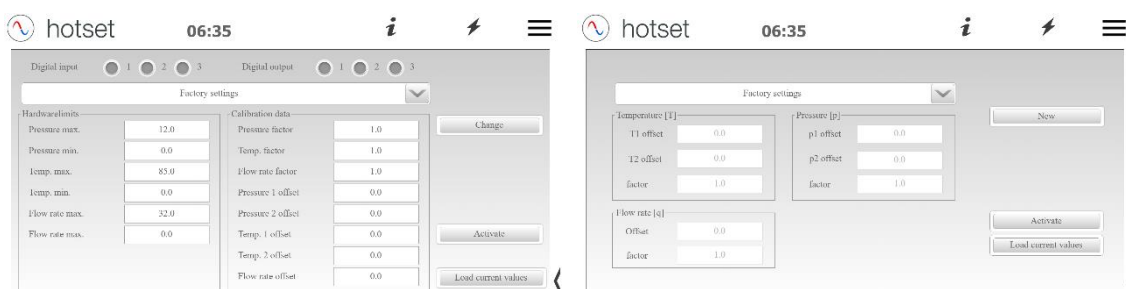 hotset 06:35 i
Digital input 1 2 3 Digital output 1 2 3
Factory settings
Hardwarelimits
Pressure max. 12.0
Pressure min. 0.0
Temp. max. 85.0
Temp. min. 0.0
Flow rate max. 32.0
Flow rate max. 0.0
Calibration data
Pressure factor 1.0
Temp. factor 1.0
Flow rate factor 1.0
Pressure 1 offset 0.0
Pressure 2 offset 0.0
Temp. 1 offset 0.0
Temp. 2 offset 0.0
Flow rate offset 0.0
Change
Activate
Load current values
hotset 06:35 i
Factory settings
Temperature [T]
T1 offset 0.0
T2 offset 0.0
factor 1.0
Pressure [p]
p1 offset 0.0
p2 offset 0.0
factor 1.0
Flow rate [q]
Offset 0.0
factor 1.0
New
Activate
Load current values